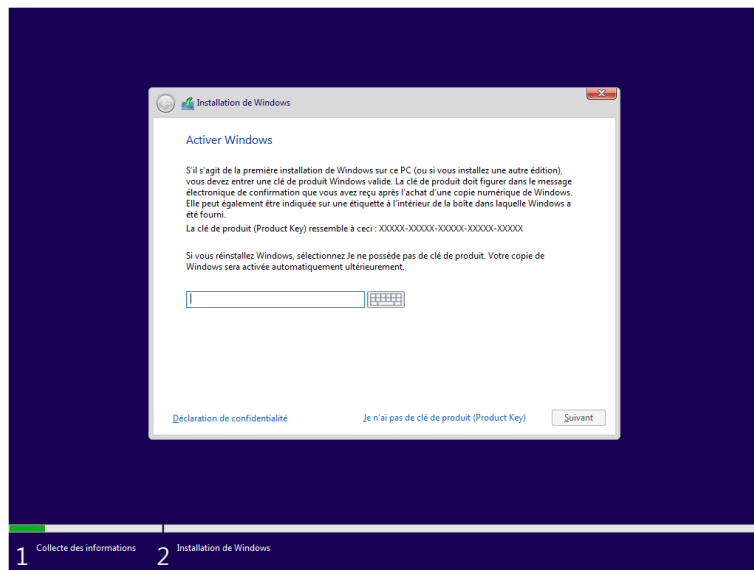 Installation de Windows
Activer Windows
S'il s'agit de la première installation de Windows sur ce PC (ou si vous installez une autre édition),
vous devez entrer une clé de produit Windows valide. La clé de produit doit figurer dans le message
électronique de confirmation que vous avez reçu après l'achat d'une copie numérique de Windows.
Elle peut également être indiquée sur une étiquette à l'intérieur de la boîte dans laquelle Windows a
été fourni.
La clé de produit (Product Key) ressemble à ceci : XXXXX-XXXXX-XXXXX-XXXXX-XXXXX
Si vous réinstallez Windows, sélectionnez Je ne possède pas de clé de produit. Votre copie de
Windows sera activée automatiquement ultérieurement.
Déclaration de confidentialité
Je n'ai pas de clé de produit (Product Key)
Suivant
1 Collecte des informations
2 Installation de Windows